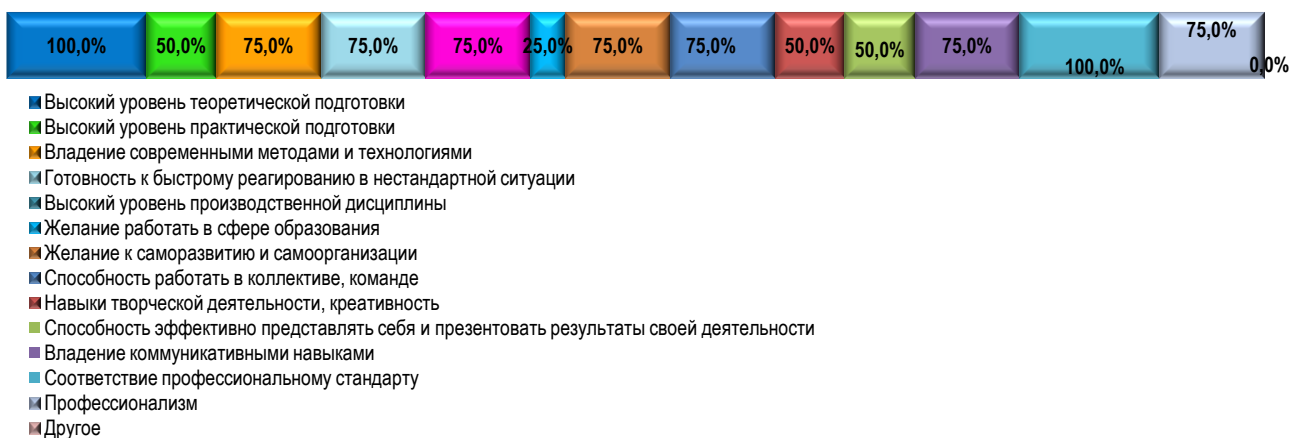 100,0% 50,0% 75,0% 75,0% 75,0% 25,0% 75,0% 75,0% 50,0% 50,0% 75,0% 100,0% 75,0% 0,0%
Высокий уровень теоретической подготовки
Высокий уровень практической подготовки
Владение современными методами и технологиями
Готовность к быстрому реагированию в нестандартной ситуации
Высокий уровень производственной дисциплины
Желание работать в сфере образования
Желание к саморазвитию и самоорганизации
Способность работать в коллективе, команде
Навыки творческой деятельности, креативность
Способность эффективно представлять себя и презентовать результаты своей деятельности
Владение коммуникативными навыками
Соответствие профессиональному стандарту
Профессионализм
Другое